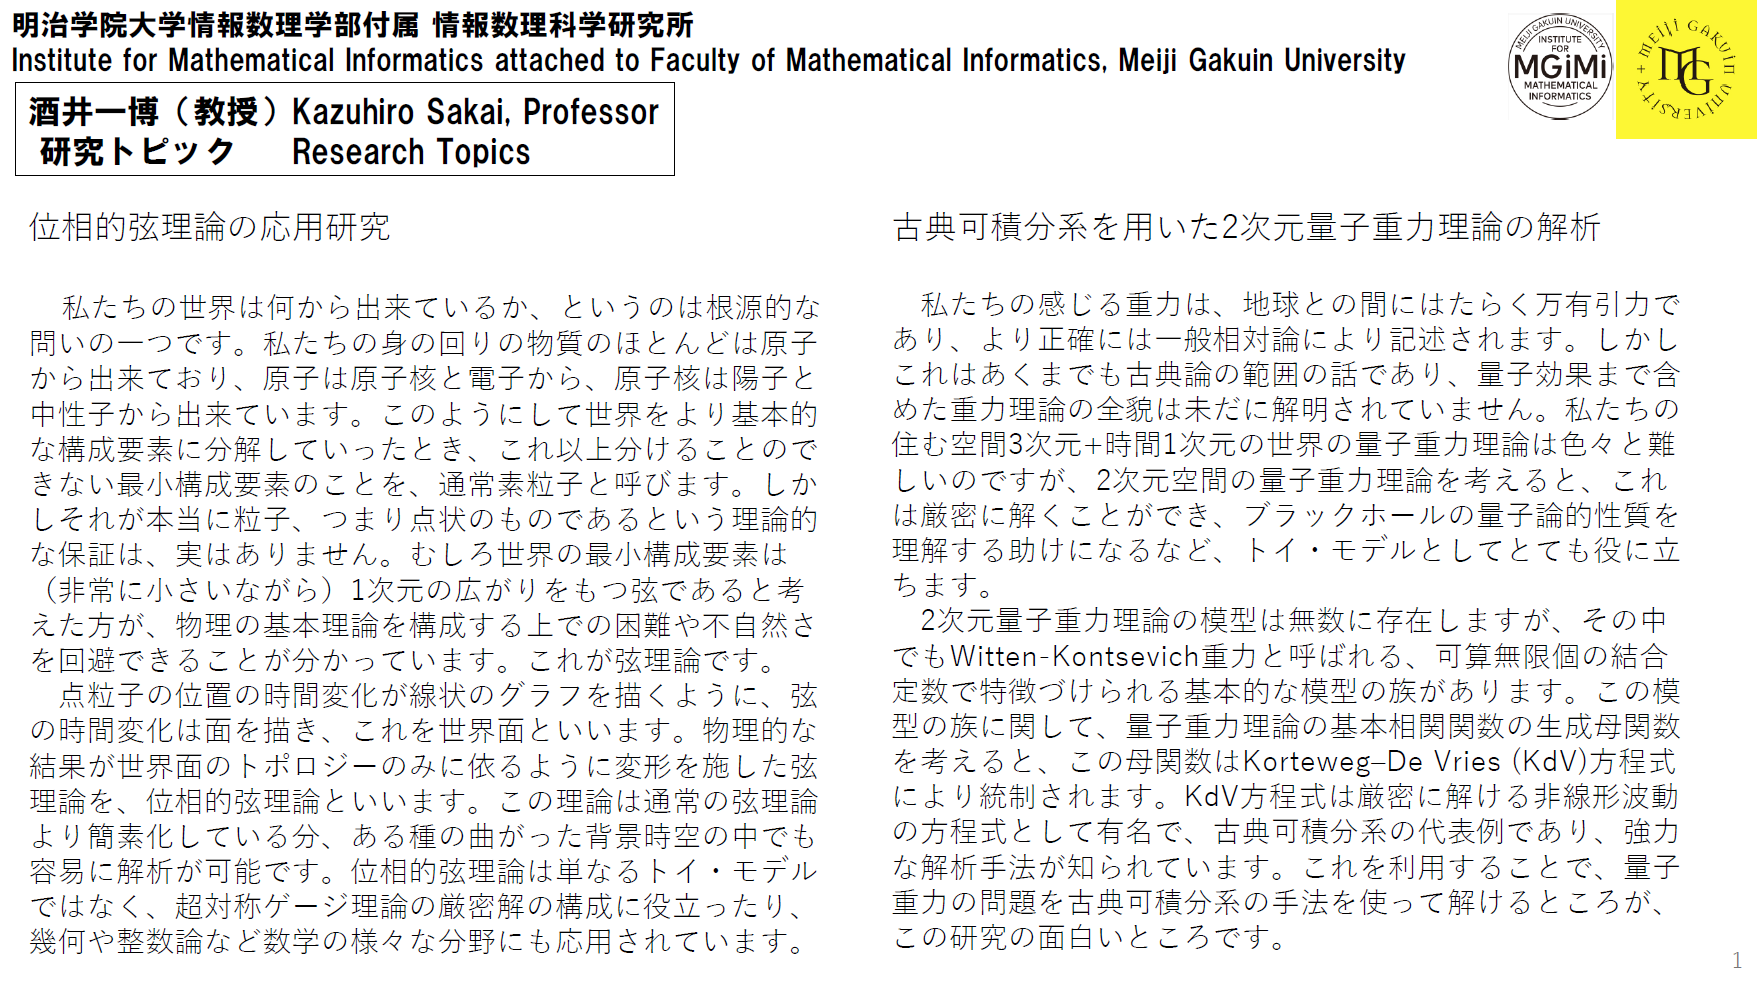 明治学院大学情報数理学部付属 情報数理科学研究所
Institute for Mathematical Informatics attached to Faculty of Mathematical Informatics, Meiji Gakuin University
MEIJI GAKUIN UNIVERSITY
INSTITUTE
FOR
MGiMi
MATHEMATICAL
INFORMATICS
MEIJI GAKUIN UNIVERSITY
MG
酒井一博（教授）Kazuhiro Sakai, Professor
研究トピック Research Topics
位相的弦理論の応用研究
私たちの世界は何から出来ているか、というのは根源的な
問いの一つです。私たちの身の回りの物質のほとんどは原子
から出来ており、原子は原子核と電子から、原子核は陽子と
中性子から出来ています。このようにして世界をより基本的
な構成要素に分解していったとき、これ以上分けることので
きない最小構成要素のことを、通常素粒子と呼びます。しか
しそれが本当に粒子、つまり点状のものであるという理論的
な保証は、実はありません。むしろ世界の最小構成要素は
（非常に小さいながら）1次元の広がりをもつ弦であると考
えた方が、物理の基本理論を構成する上での困難や不自然さ
を回避できることが分かっています。これが弦理論です。
点粒子の位置の時間変化が線状のグラフを描くように、弦
の時間変化は面を描き、これを世界面といいます。物理的な
結果が世界面のトポロジーのみに依るように変形を施した弦
理論を、位相的弦理論といいます。この理論は通常の弦理論
より簡素化している分、ある種の曲がった背景時空の中でも
容易に解析が可能です。位相的弦理論は単なるトイ・モデル
ではなく、超対称ゲージ理論の厳密解の構成に役立ったり、
幾何や整数論など数学の様々な分野にも応用されています。
古典可積分系を用いた2次元量子重力理論の解析
私たちの感じる重力は、地球との間にはたらく万有引力で
あり、より正確には一般相対論により記述されます。しかし
これはあくまでも古典論の範囲の話であり、量子効果まで含
めた重力理論の全貌は未だに解明されていません。私たちの
住む空間3次元+時間1次元の世界の量子重力理論は色々と難
しいのですが、2次元空間の量子重力理論を考えると、これ
は厳密に解くことができ、ブラックホールの量子論的性質を
理解する助けになるなど、トイ・モデルとしてとても役に立
ちます。
2次元量子重力理論の模型は無数に存在しますが、その中
でもWitten-Kontsevich重力と呼ばれる、可算無限個の結合
定数で特徴づけられる基本的な模型の族があります。この模
型の族に関して、量子重力理論の基本相関関数の生成母関数
を考えると、この母関数はKorteweg–De Vries (KdV)方程式
により統制されます。KdV方程式は厳密に解ける非線形波動
の方程式として有名で、古典可積分系の代表例であり、強力
な解析手法が知られています。これを利用することで、量子
重力の問題を古典可積分系の手法を使って解けるところが、
この研究の面白いところです。
1